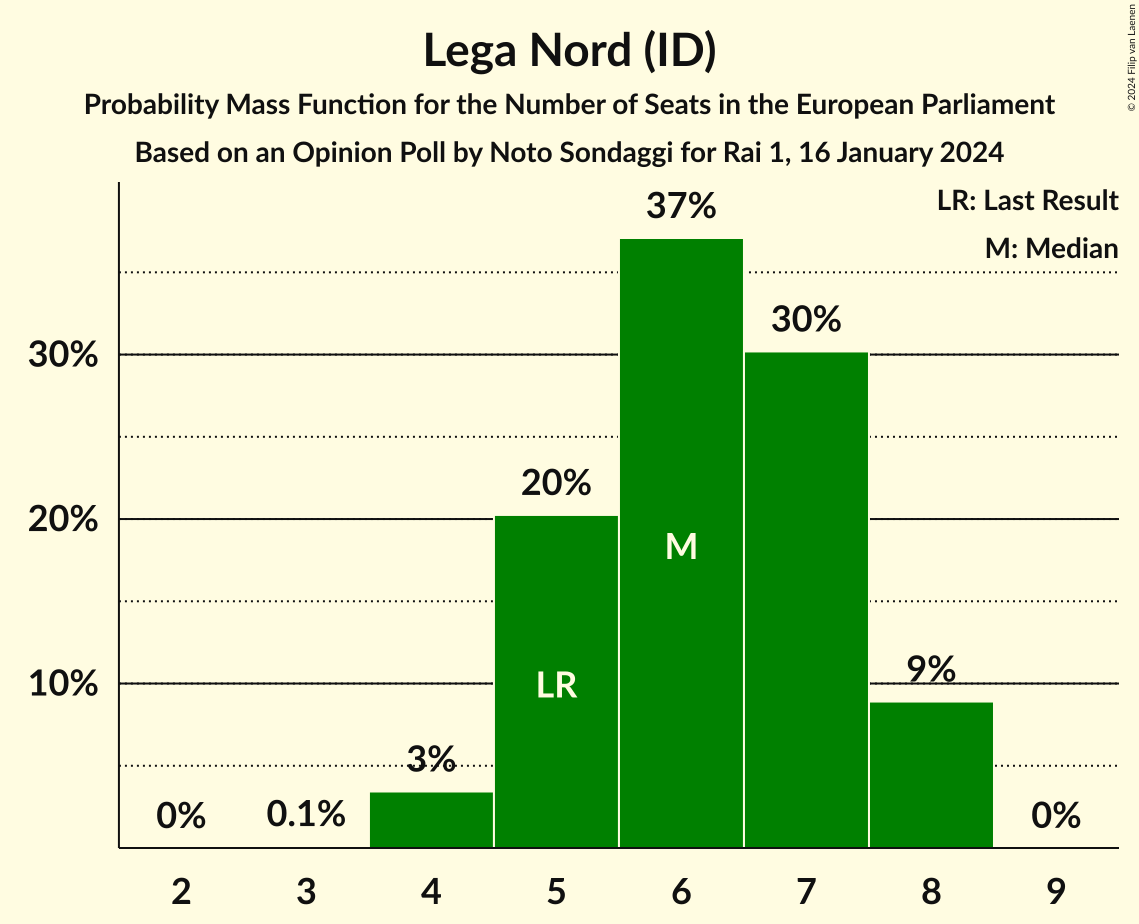 Lega Nord (ID)
Probability Mass Function for the Number of Seats in the European Parliament
Based on an Opinion Poll by Noto Sondaggi for Rai 1, 16 January 2024
© 2024 Filip van Laenen
LR: Last Result
M: Median
37%
30%
20%
9%
3%
0%
0.1%
0%
M
LR
30%
20%
10%
2 3 4 5 6 7 8 9